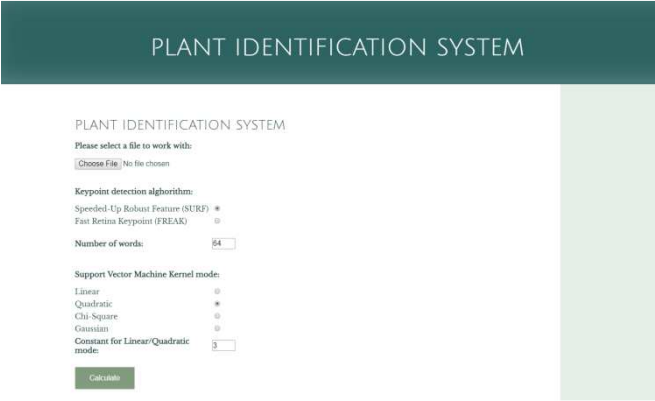 PLANT IDENTIFICATION SYSTEM
PLANT IDENTIFICATION SYSTEM
Please select a file to work with:
Choose File No file chosen
Keypoint detection alghorithm:
Speeded-Up Robust Feature (SURF)
Fast Retina Keypoint (FREAK)
Number of words: 64
Support Vector Machine Kernel mode:
Linear
Quadratic
Chi-Square
Gaussian
Constant for Linear/Quadratic
mode: 3
Calculate